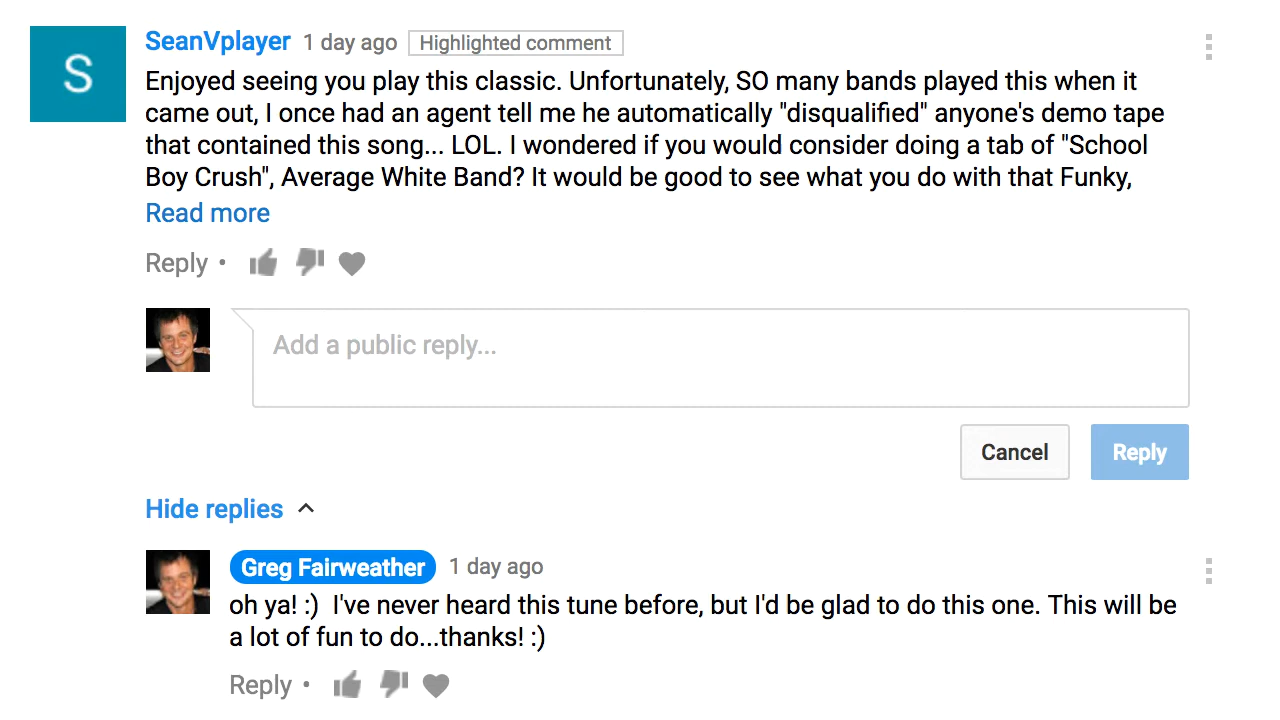 S
SeanVplayer 1 day ago Highlighted comment
Enjoyed seeing you play this classic. Unfortunately, SO many bands played this when it
came out, I once had an agent tell me he automatically "disqualified" anyone's demo tape
that contained this song... LOL. I wondered if you would consider doing a tab of "School
Boy Crush", Average White Band? It would be good to see what you do with that Funky,
Read more
Reply •
Add a public reply...
Cancel Reply
Hide replies
Greg Fairweather 1 day ago
oh ya! :)  I've never heard this tune before, but I'd be glad to do this one. This will be
a lot of fun to do...thanks! :)
Reply •